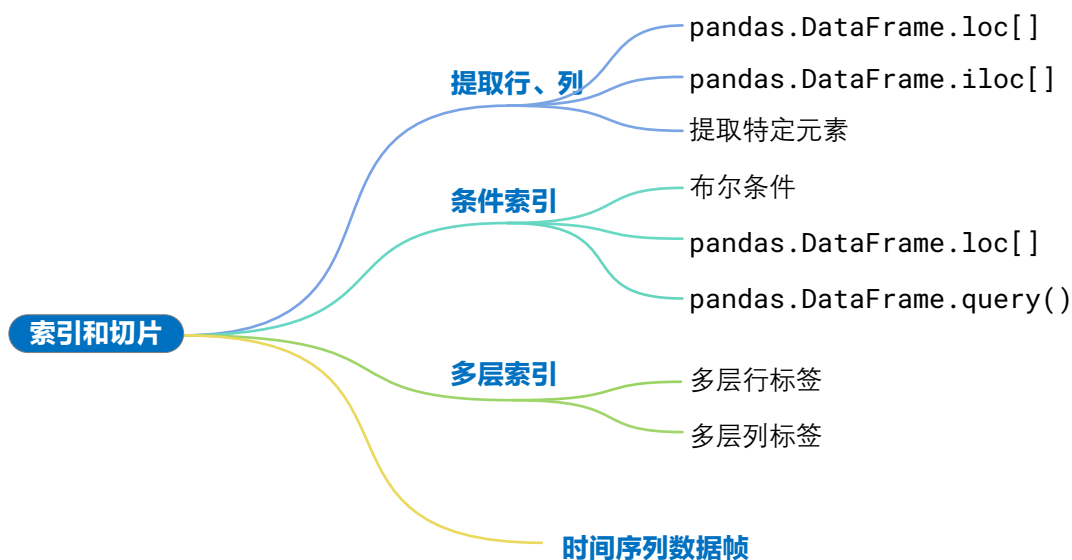 索引和切片
提取行、列
pandas.DataFrame.loc[]
pandas.DataFrame.iloc[]
提取特定元素
条件索引
布尔条件
pandas.DataFrame.loc[]
pandas.DataFrame.query()
多层索引
多层行标签
多层列标签
时间序列数据帧